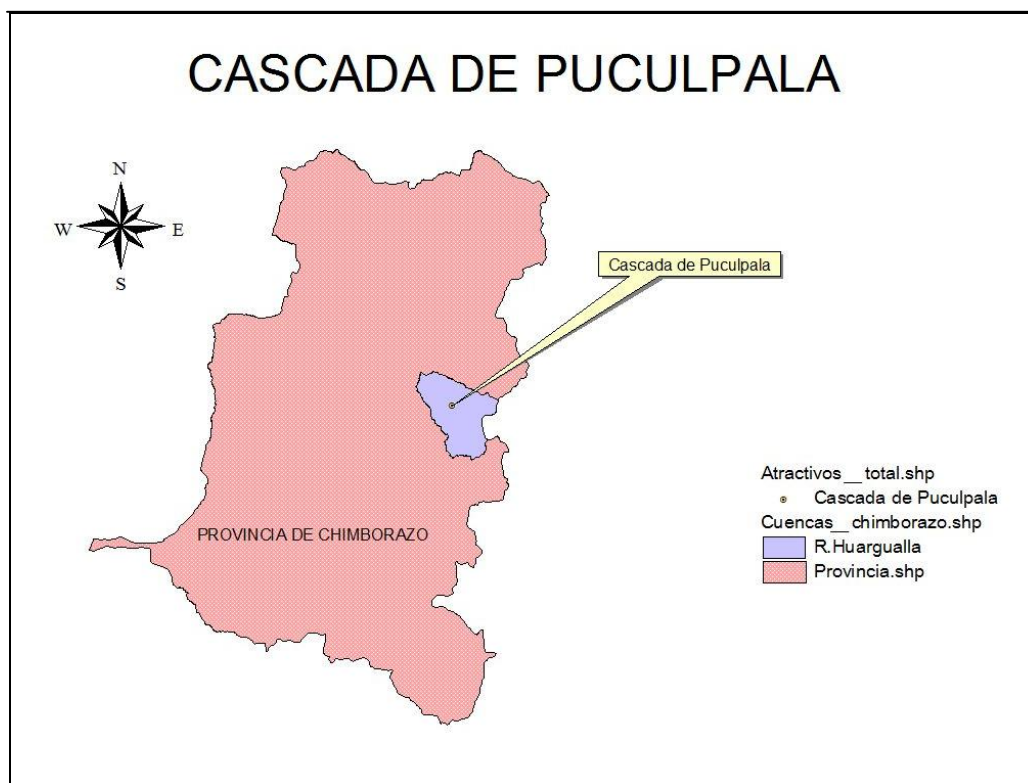 CASCADA DE PUCULPALA
N
W
E
S
Cascada de Puculpala
PROVINCIA DE CHIMBORAZO
Atractivos__total.shp
Cascada de Puculpala
Cuencas__chimborazo.shp
R.Huargualla
Provincia.shp